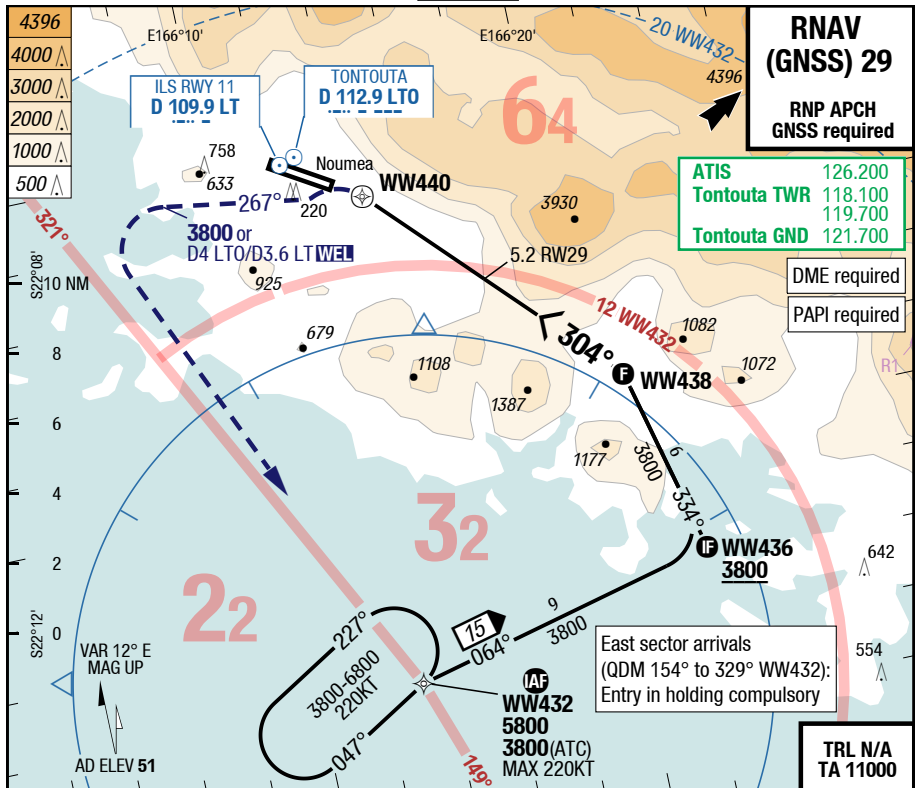 4396
4000
3000
2000
1000
500
E166°10'
E166°20'
20 WW432
4396
RNAV
(GNSS) 29
RNP APCH
GNSS required
ILS RWY 11
D 109.9 LT
TONTOUTA
D 112.9 LTO
64
ATIS 126.200
Tontouta TWR 118.100
119.700
Tontouta GND 121.700
758
633
Noumea
WW440
220
267°
3930
321°
3800 or
D4 LTO/D3.6 LT WEL
5.2 RW29
DME required
PAPI required
S22°08'
10 NM
925
12 WW432
1082
679
304°
8
1108
F WW438
1072
R1
1387
6
1177
6
3800
4
334°
32
IF WW436
3800
2
642
22
9
15
S22°12'
0
227°
064°
3800
VAR 12° E
MAG UP
3800-6800
220KT
East sector arrivals
(QDM 154° to 329° WW432):
Entry in holding compulsory
554
IAF
WW432
5800
3800(ATC)
MAX 220KT
047°
149°
AD ELEV 51
TRL N/A
TA 11000